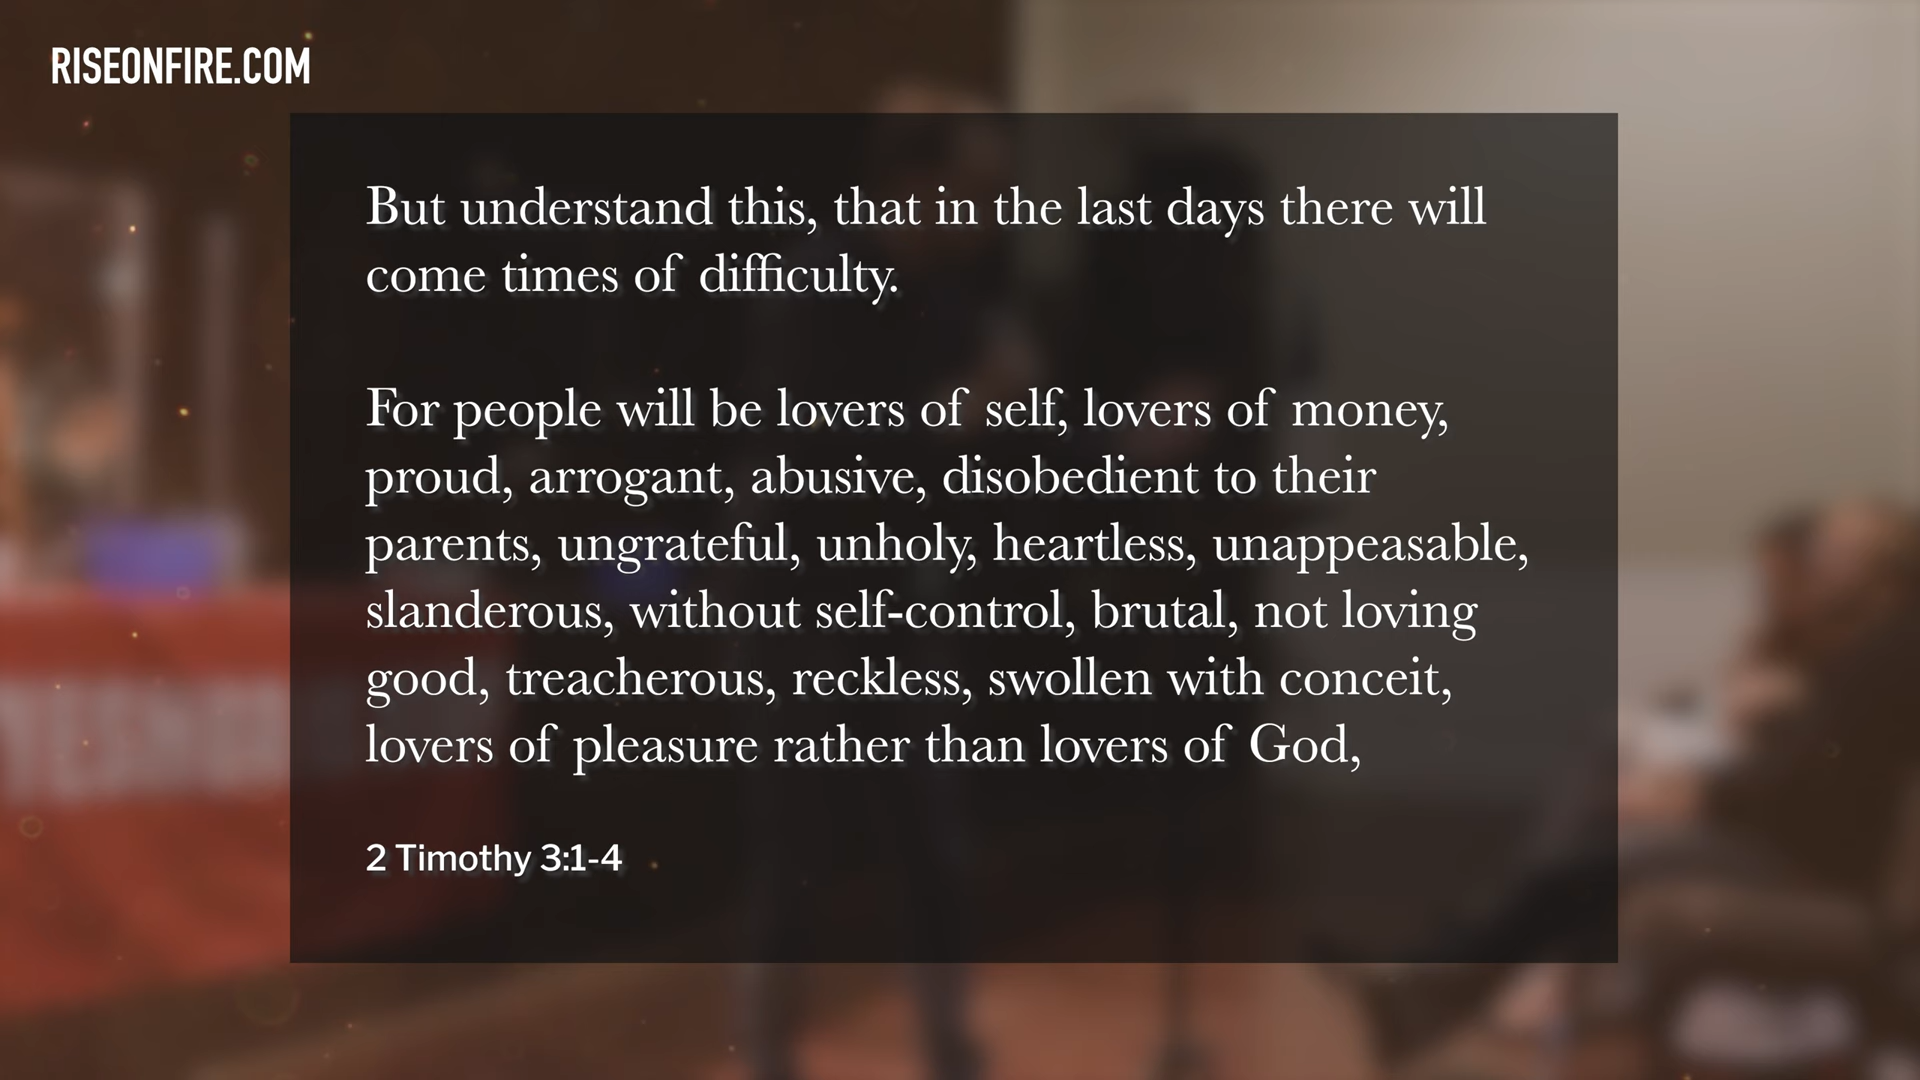 RISEONFIRE.COM
But understand this, that in the last days there will
come times of difficulty.
For people will be lovers of self, lovers of money,
proud, arrogant, abusive, disobedient to their
parents, ungrateful, unholy, heartless, unappeasable,
slanderous, without self-control, brutal, not loving
good, treacherous, reckless, swollen with conceit,
lovers of pleasure rather than lovers of God,
2 Timothy 3:1-4